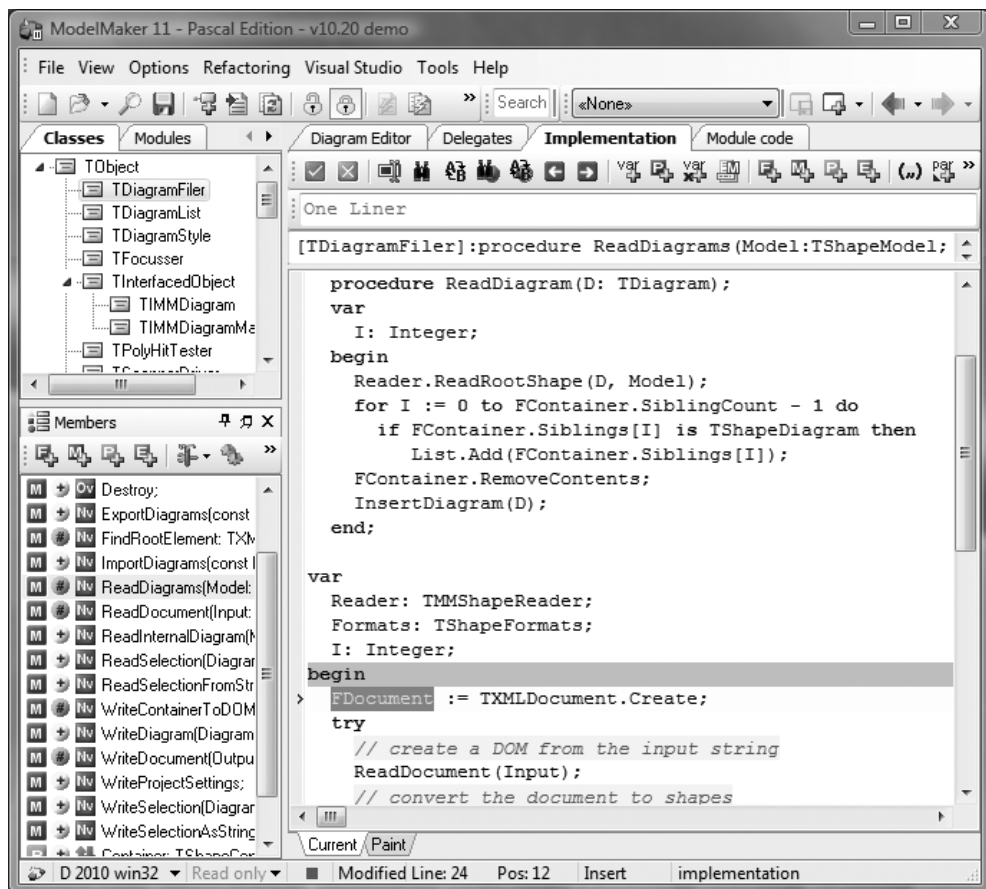 ModelMaker 11 - Pascal Edition - v10.20 demo
File View Options Refactoring Visual Studio Tools Help
Search «None»
Classes Modules
TObject
TDiagramFiler
TDiagramList
TDiagramStyle
TFocusser
TInterfacedObject
TIMMDiagram
TIMMDiagramMa
TPolyHitTester
Members
M Ov Destroy;
M Nv ExportDiagrams(const
M Nv FindRootElement: TXM
M Nv ImportDiagrams(const I
M Nv ReadDiagrams(Model:
M Nv ReadDocument(Input:
M Nv ReadInternalDiagram(M
M Nv ReadSelection(Diagrar
M Nv ReadSelectionFromStr
M Nv WriteContainerToDOM
M Nv WriteDiagram(Diagram
M Nv WriteDocument(Outpu
M Nv WriteProjectSettings;
M Nv WriteSelection(Diagrar
M Nv WriteSelectionAsString
Container: TShapeCor
Diagram Editor Delegates Implementation Module code
One Liner
[TDiagramFiler]:procedure ReadDiagrams(Model:TShapeModel;
procedure ReadDiagram(D: TDiagram);
var
I: Integer;
begin
Reader.ReadRootShape(D, Model);
for I := 0 to FContainer.SiblingCount - 1 do
if FContainer.Siblings[I] is TShapeDiagram then
List.Add(FContainer.Siblings[I]);
FContainer.RemoveContents;
InsertDiagram(D);
end;
var
Reader: TMMShapeReader;
Formats: TShapeFormats;
I: Integer;
begin
FDocument := TXMLDocument.Create;
try
// create a DOM from the input string
ReadDocument(Input);
// convert the document to shapes
Current Paint
D 2010 win32 Read only Modified Line: 24 Pos: 12 Insert implementation